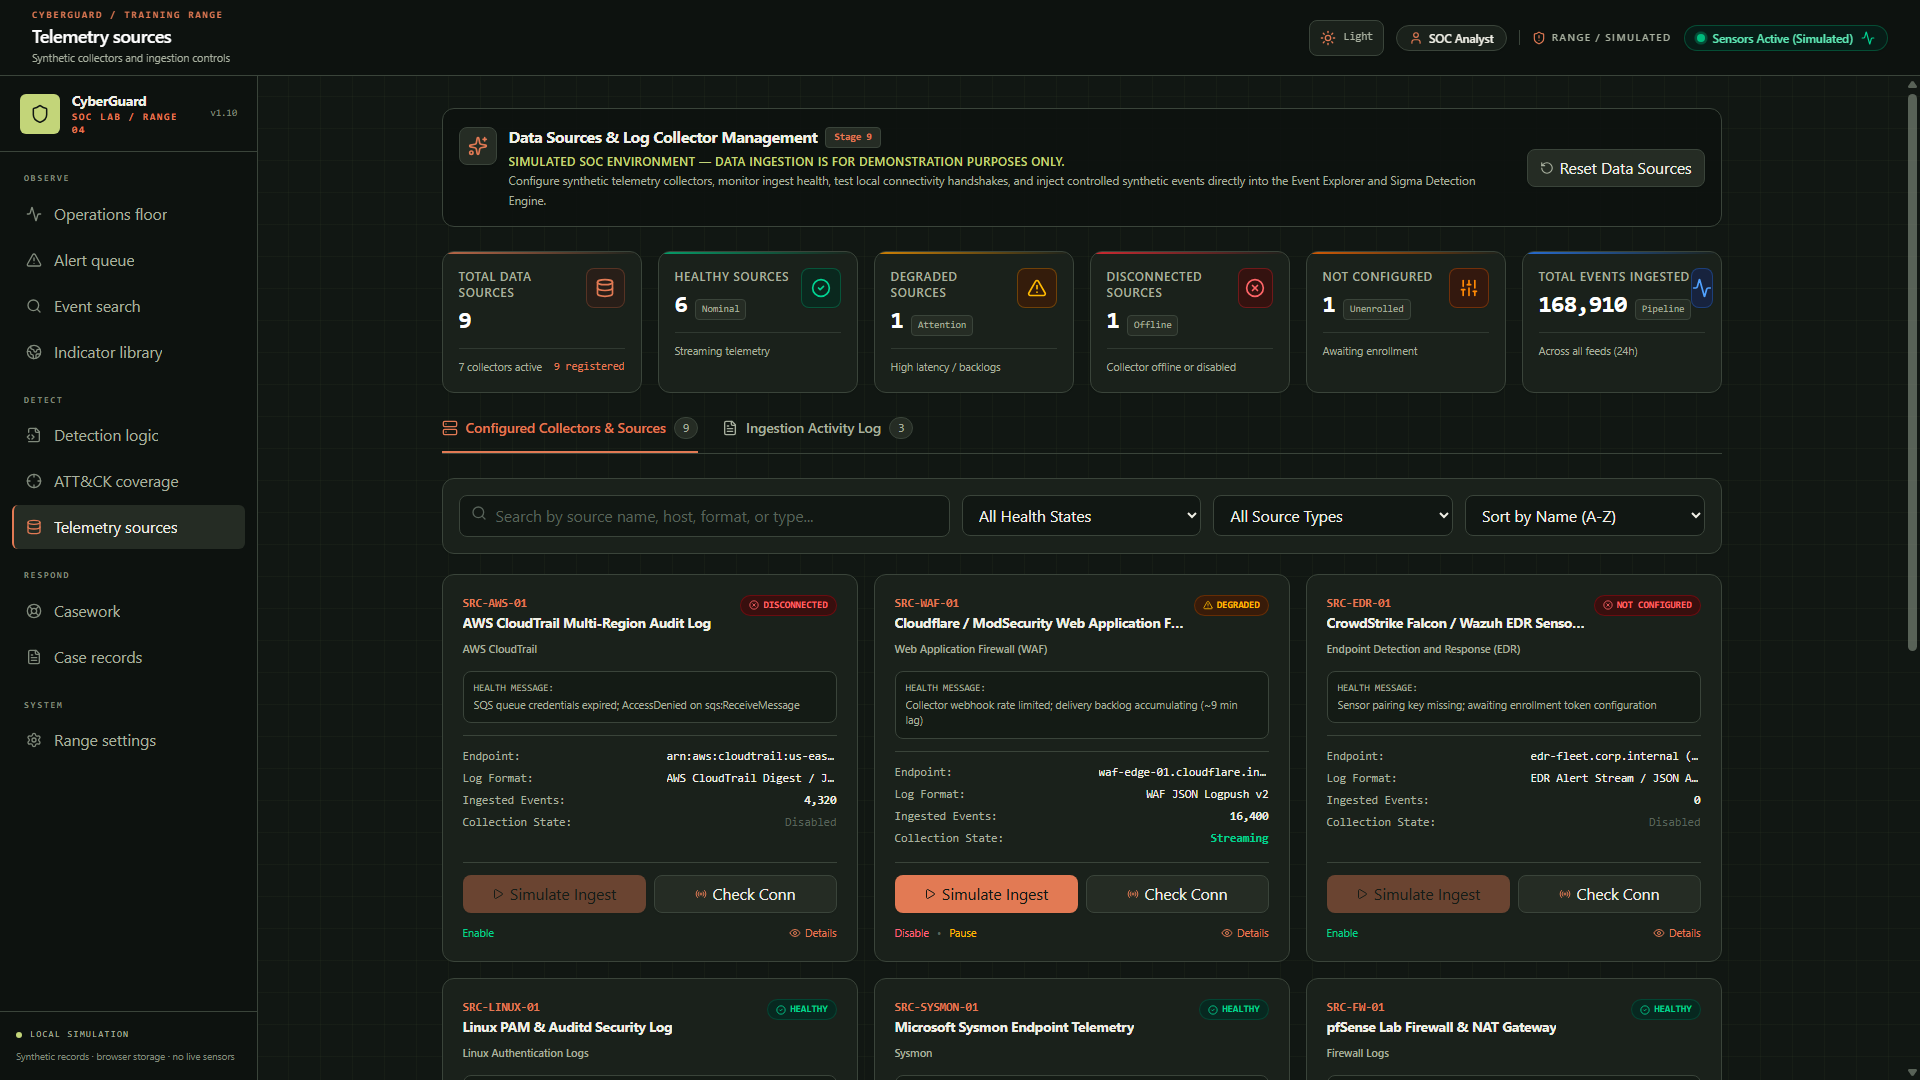 CYBERGUARD / TRAINING RANGE
Telemetry sources
Synthetic collectors and ingestion controls
Light
SOC Analyst
RANGE / SIMULATED
Sensors Active (Simulated)
CyberGuard
SOC LAB / RANGE 04
v1.10
OBSERVE
Operations floor
Alert queue
Event search
Indicator library
DETECT
Detection logic
ATT&CK coverage
Telemetry sources
RESPOND
Casework
Case records
SYSTEM
Range settings
LOCAL SIMULATION
Synthetic records · browser storage · no live sensors
Data Sources & Log Collector Management
Stage 9
SIMULATED SOC ENVIRONMENT — DATA INGESTION IS FOR DEMONSTRATION PURPOSES ONLY.
Configure synthetic telemetry collectors, monitor ingest health, test local connectivity handshakes, and inject controlled synthetic events directly into the Event Explorer and Sigma Detection
Engine.
Reset Data Sources
TOTAL DATA
SOURCES
9
7 collectors active
9 registered
HEALTHY SOURCES
6
Nominal
Streaming telemetry
DEGRADED
SOURCES
1
Attention
High latency / backlogs
DISCONNECTED
SOURCES
1
Offline
Collector offline or disabled
NOT CONFIGURED
1
Unenrolled
Awaiting enrollment
TOTAL EVENTS INGESTED
168,910
Pipeline
Across all feeds (24h)
Configured Collectors & Sources
9
Ingestion Activity Log
3
Search by source name, host, format, or type...
All Health States
All Source Types
Sort by Name (A-Z)
SRC-AWS-01
DISCONNECTED
AWS CloudTrail Multi-Region Audit Log
AWS CloudTrail
HEALTH MESSAGE:
SQS queue credentials expired; AccessDenied on sqs:ReceiveMessage
Endpoint:
arn:aws:cloudtrail:us-eas…
Log Format:
AWS CloudTrail Digest / J…
Ingested Events:
4,320
Collection State:
Disabled
Simulate Ingest
Check Conn
Enable
Details
SRC-WAF-01
DEGRADED
Cloudflare / ModSecurity Web Application F…
Web Application Firewall (WAF)
HEALTH MESSAGE:
Collector webhook rate limited; delivery backlog accumulating (~9 min
lag)
Endpoint:
waf-edge-01.cloudflare.in…
Log Format:
WAF JSON Logpush v2
Ingested Events:
16,400
Collection State:
Streaming
Simulate Ingest
Check Conn
Disable • Pause
Details
SRC-EDR-01
NOT CONFIGURED
CrowdStrike Falcon / Wazuh EDR Senso…
Endpoint Detection and Response (EDR)
HEALTH MESSAGE:
Sensor pairing key missing; awaiting enrollment token configuration
Endpoint:
edr-fleet.corp.internal (…
Log Format:
EDR Alert Stream / JSON A…
Ingested Events:
0
Collection State:
Disabled
Simulate Ingest
Check Conn
Enable
Details
SRC-LINUX-01
HEALTHY
Linux PAM & Auditd Security Log
Linux Authentication Logs
SRC-SYSMON-01
HEALTHY
Microsoft Sysmon Endpoint Telemetry
Sysmon
SRC-FW-01
HEALTHY
pfSense Lab Firewall & NAT Gateway
Firewall Logs